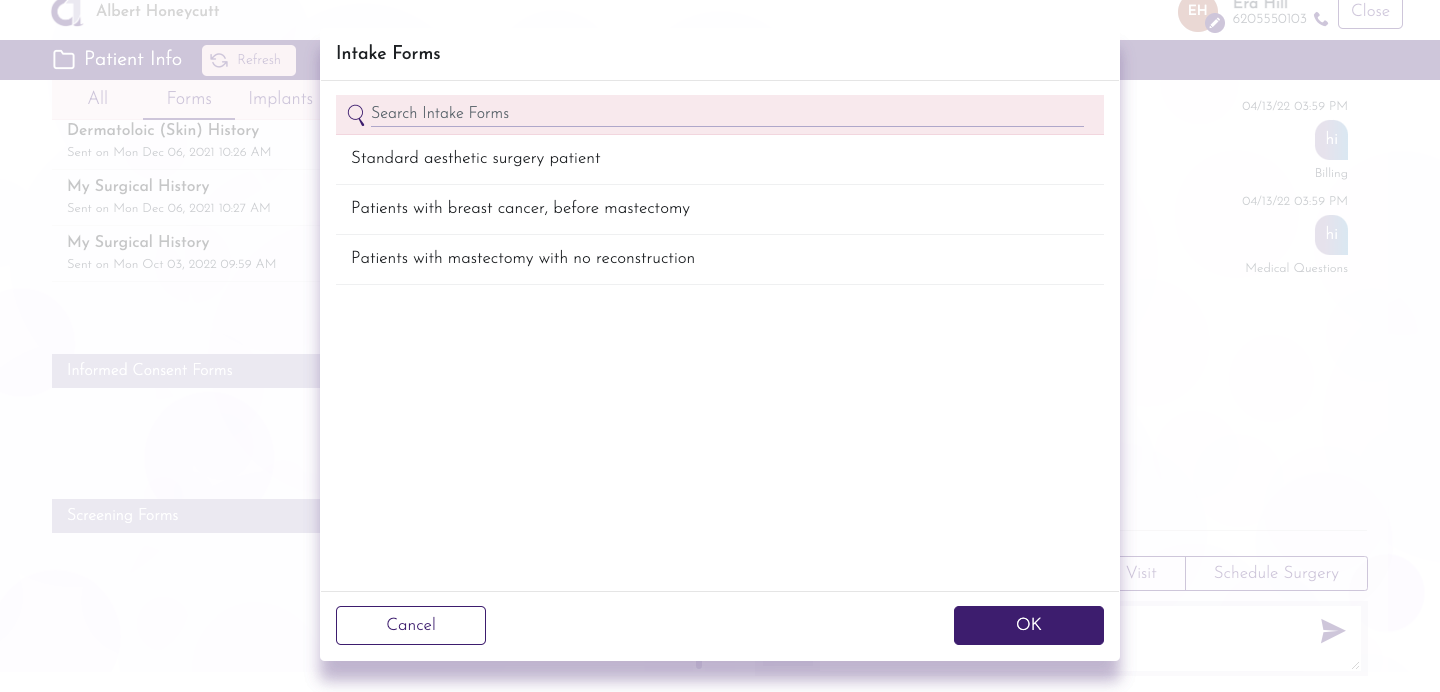 Albert Honeycutt
EH
Era Hill
6205550103
Close
Patient Info
Refresh
All
Forms
Implants
Dermatoloic (Skin) History
Sent on Mon Dec 06, 2021 10:26 AM
My Surgical History
Sent on Mon Dec 06, 2021 10:27 AM
My Surgical History
Sent on Mon Oct 03, 2022 09:59 AM
Informed Consent Forms
Screening Forms
Intake Forms
Search Intake Forms
Standard aesthetic surgery patient
Patients with breast cancer, before mastectomy
Patients with mastectomy with no reconstruction
Cancel
OK
04/13/22 03:59 PM
hi
Billing
04/13/22 03:59 PM
hi
Medical Questions
Visit
Schedule Surgery